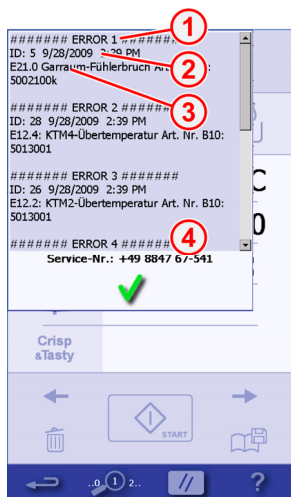 ####### ERROR 1 #######
ID: 5 9/28/2009 2:39 PM
E21.0 Garraum-Fühlerbruch Art. Nr.:
5002100k
####### ERROR 2 #######
ID: 28 9/28/2009 2:39 PM
E12.4: KTM4-Übertemperatur Art. Nr. B10:
5013001
####### ERROR 3 #######
ID: 26 9/28/2009 2:39 PM
E12.2: KTM2-Übertemperatur Art. Nr. B10:
5013001
####### ERROR 4 #######
Service-Nr.: +49 8847 67-541
1
2
3
4
C
0
Crisp
&Tasty
START
..0 1 2..
//
?